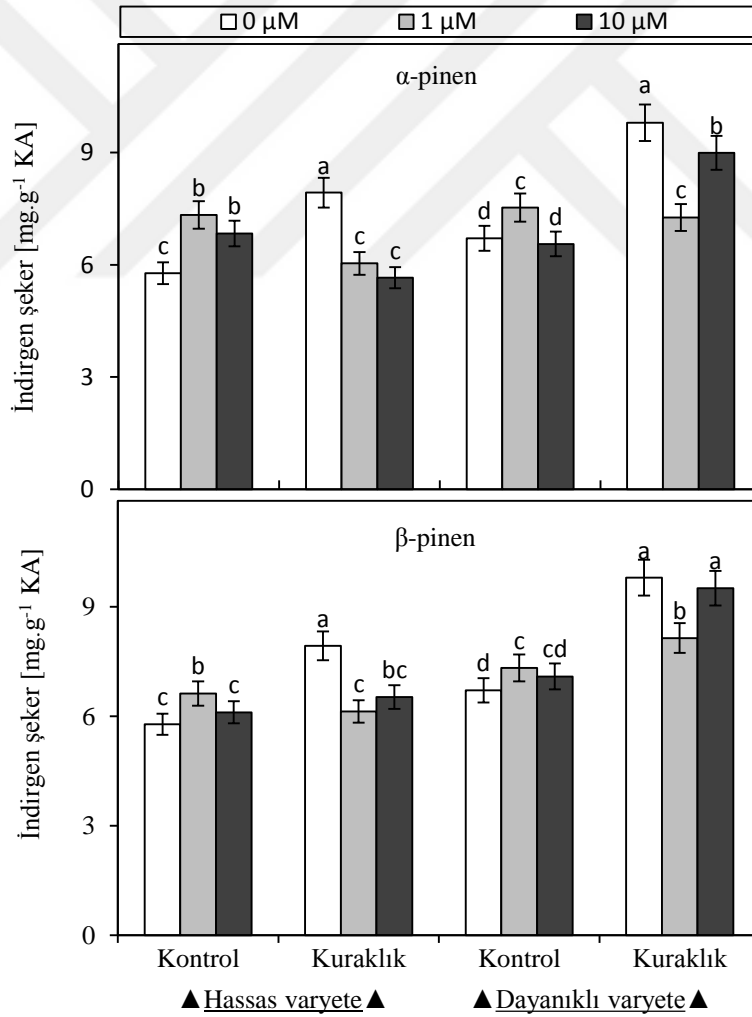 0 µM 1 µM 10 µM
α-pinen
İndirgen şeker [mg.g-1 KA]
9
6
3
0
c b b a c c d c d a c b
β-pinen
İndirgen şeker [mg.g-1 KA]
9
6
3
0
c b c a c bc d c cd a b a
Kontrol Kuraklık Kontrol Kuraklık
▲Hassas varyete▲ ▲Dayanıklı varyete▲